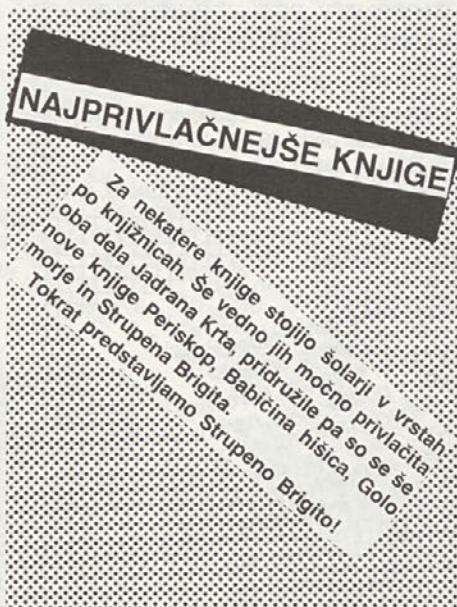 NAJPRIVLAČNEJŠE KNJIGE
Za nekatere knjige stojijo šolarji v vrstah
po knjižnicah. Še vedno jih močno privlačita
oba dela Jadrana Krta, pridružile pa so se še
nove knjige Periskop, Babičina hišica, Golo
morje in Strupena Brigita.
Tokrat predstavljamo Strupeno Brigito!